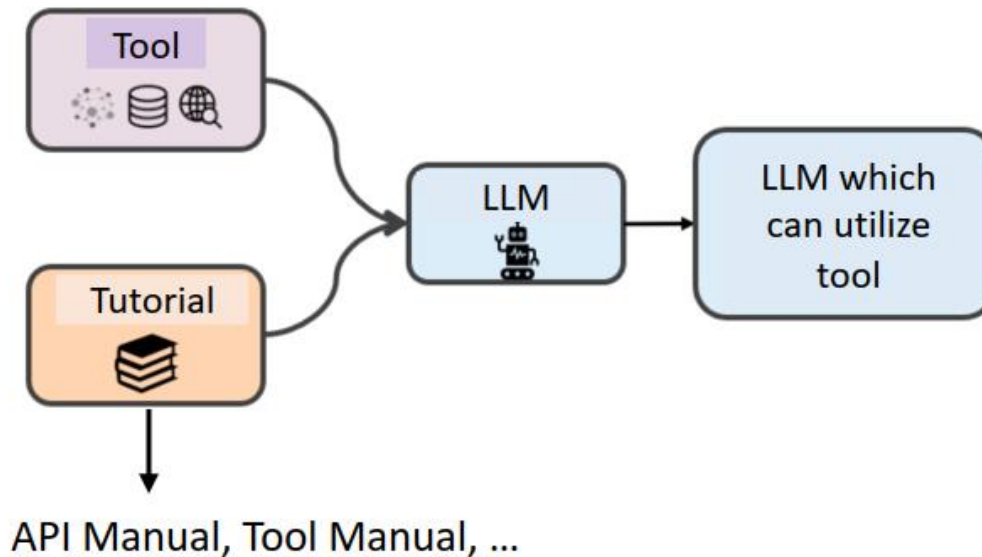 Tool
LLM
LLM which
can utilize
tool
Tutorial
API Manual, Tool Manual, ...